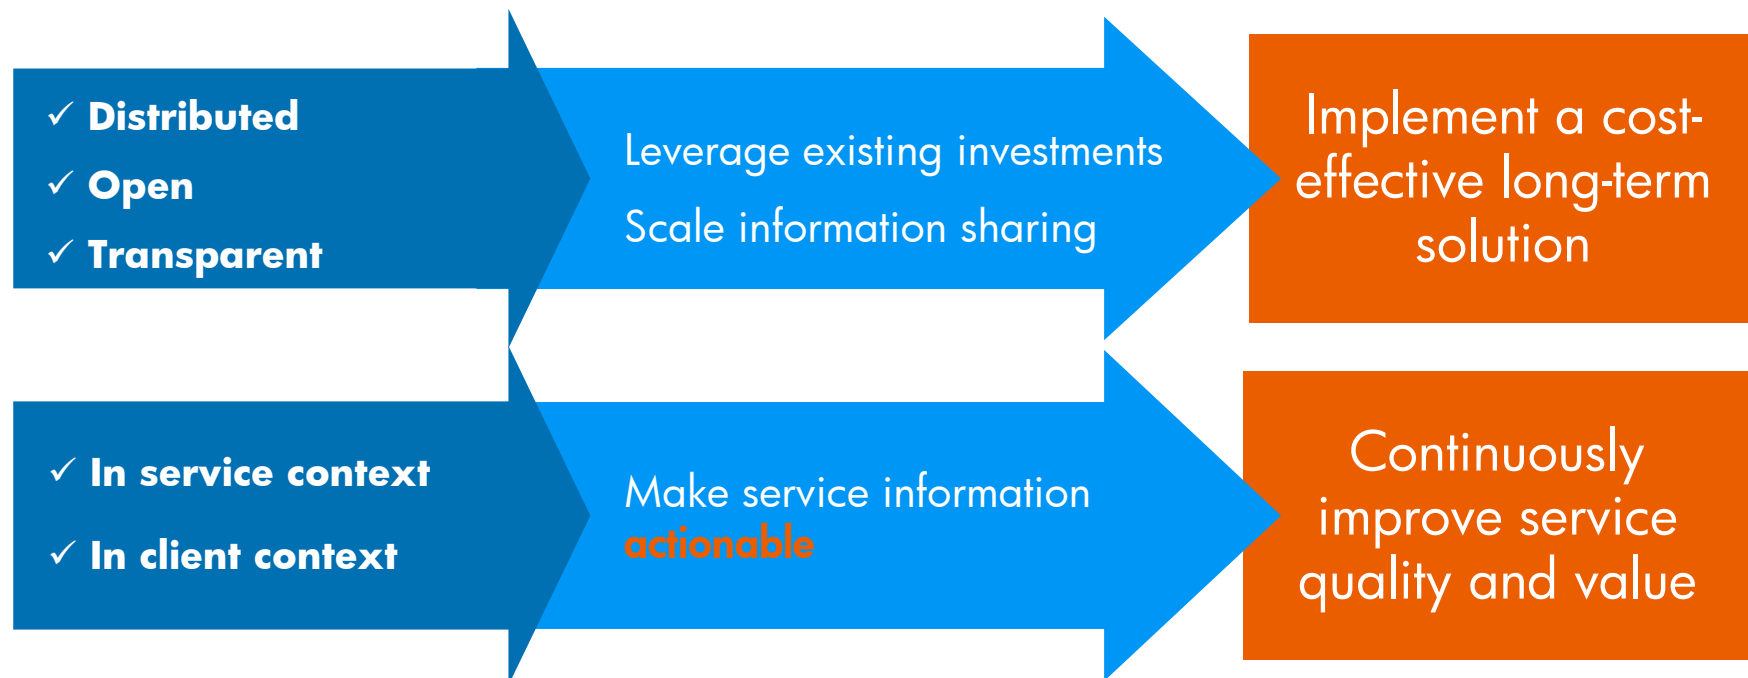 ✓ Distributed
✓ Open
✓ Transparent
Leverage existing investments
Scale information sharing
Implement a cost-
effective long-term
solution
✓ In service context
✓ In client context
Make service information
actionable
Continuously
improve service
quality and value